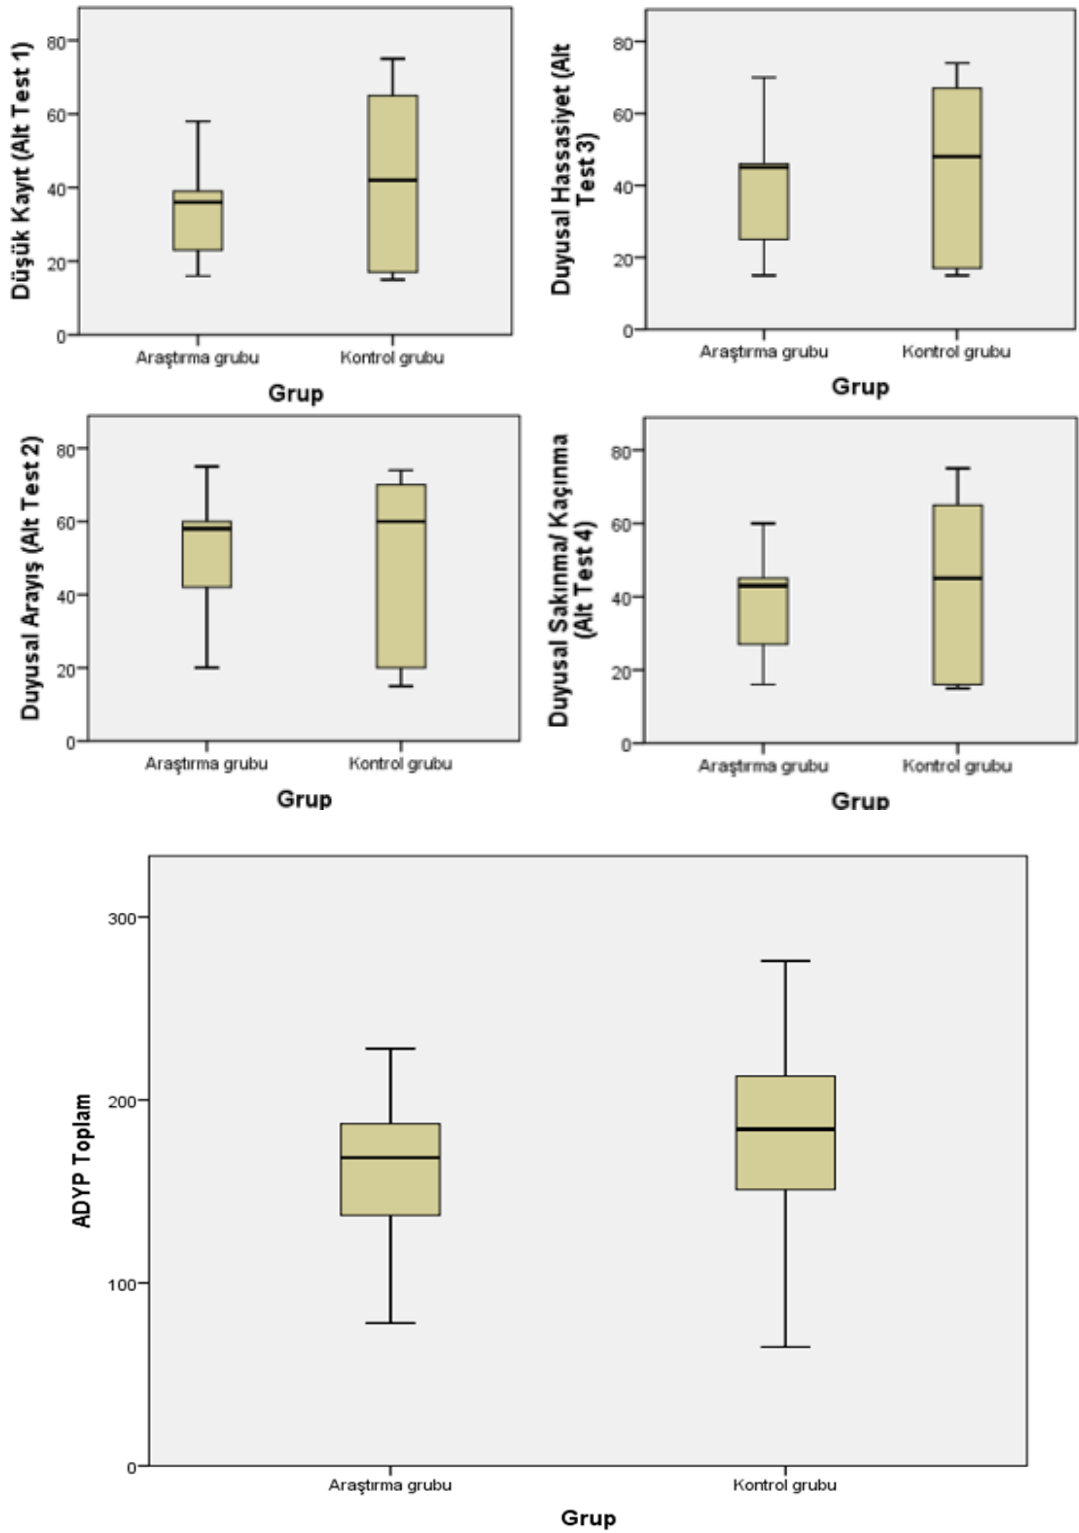 Düşük Kayıt (Alt Test 1)
80
60
40
20
0
Araştırma grubu
Kontrol grubu
Grup
Duyusal Hassasiyet (Alt
Test 3)
80
60
40
20
0
Araştırma grubu
Kontrol grubu
Grup
Duyusal Arayış (Alt Test 2)
80
60
40
20
0
Araştırma grubu
Kontrol grubu
Grup
Duyusal Sakınma/ Kaçınma
(Alt Test 4)
80
60
40
20
0
Araştırma grubu
Kontrol grubu
Grup
ADYP Toplam
300
200
100
0
Araştırma grubu
Kontrol grubu
Grup